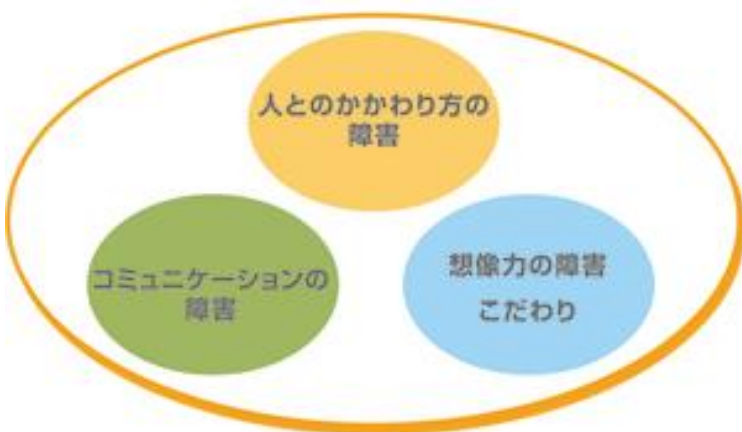 人とのかかわり方の
障害
コミュニケーションの
障害
想像力の障害
こだわり